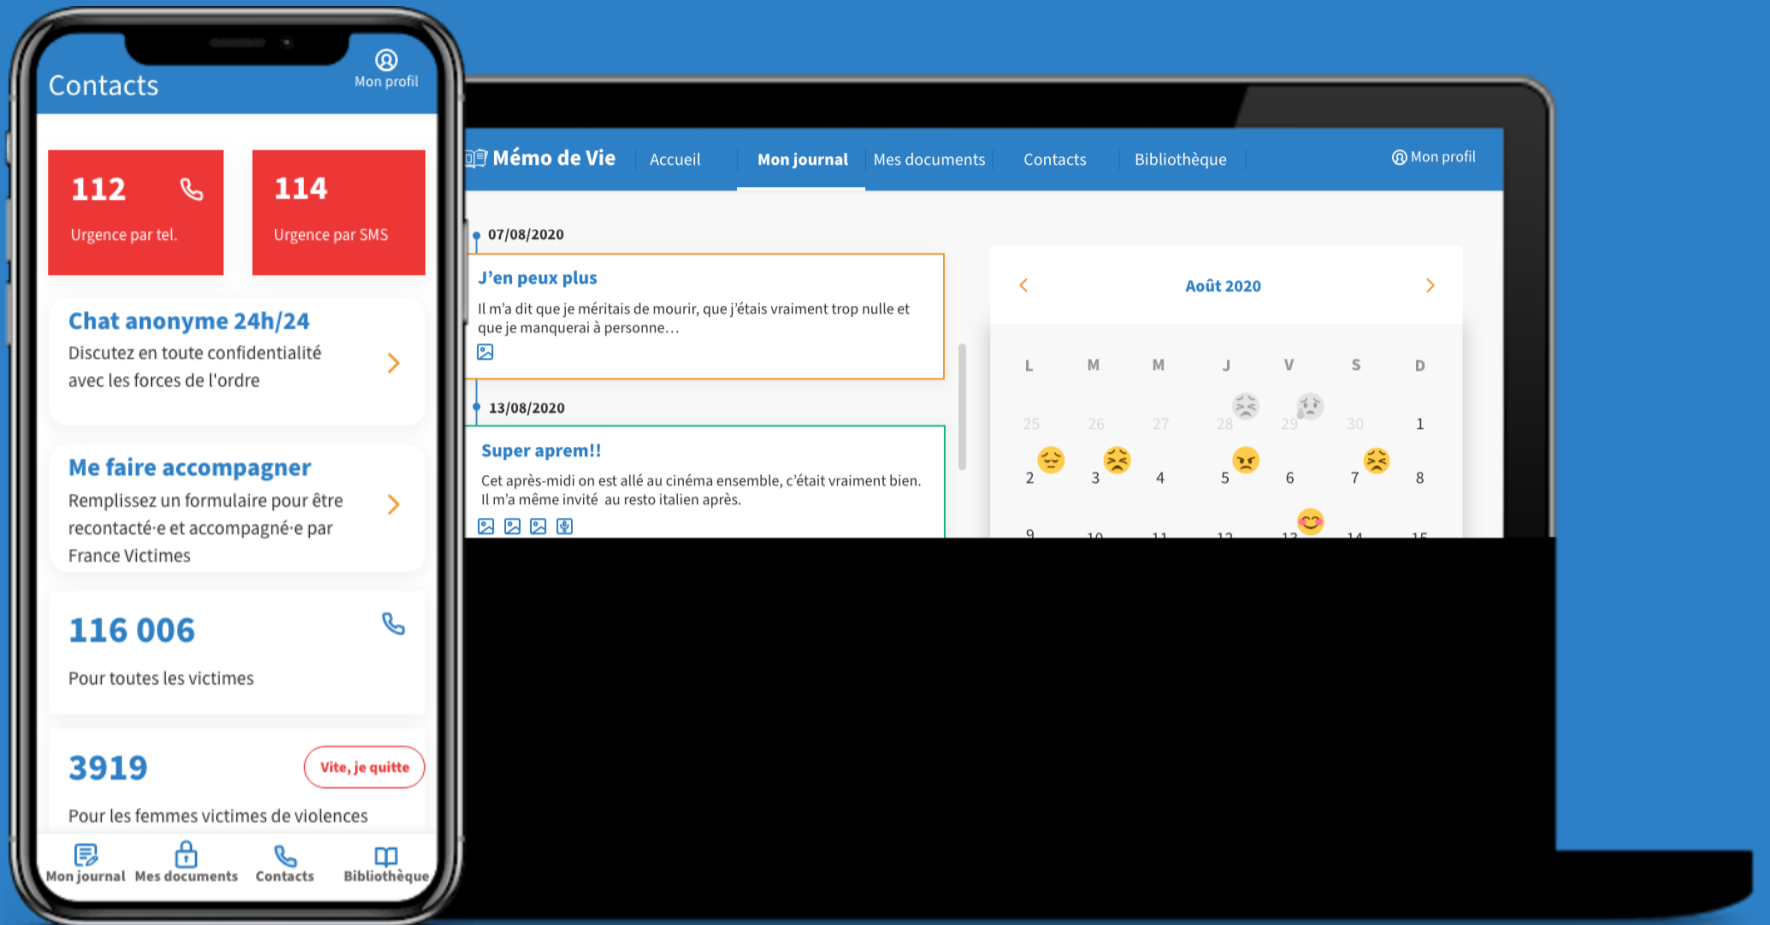 Contacts
Mon profil
112
Urgence par tel.
114
Urgence par SMS
Chat anonyme 24h/24
Discutez en toute confidentialité
avec les forces de l'ordre
Me faire accompagner
Remplissez un formulaire pour être
recontacté·e et accompagné·e par
France Victimes
116 006
Pour toutes les victimes
3919
Vite, je quitte
Pour les femmes victimes de violences
Mon journal Mes documents Contacts Bibliothèque
Mémo de Vie Accueil Mon journal Mes documents Contacts Bibliothèque Mon profil
07/08/2020
J'en peux plus
Il m'a dit que je méritais de mourir, que j'étais vraiment trop nulle et
que je manquerai à personne…
13/08/2020
Super aprem!!
Cet après-midi on est allé au cinéma ensemble, c'était vraiment bien.
Il m'a même invité au resto italien après.
Août 2020
L M M J V S D
25 26 27 28 29 30 1
2 3 4 5 6 7 8
9 10 11 12 13 14 15